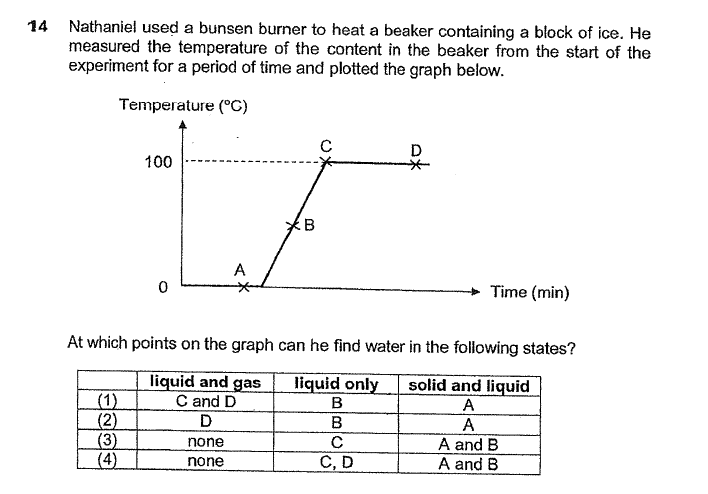 14 Nathaniel used a bunsen burner to heat a beaker containing a block of ice. He
measured the temperature of the content in the beaker from the start of the
experiment for a period of time and plotted the graph below.
Temperature (°C)
C
D
100
B
A
0
Time (min)
At which points on the graph can he find water in the following states?
liquid and gas liquid only solid and liquid
(1) C and D B A
(2) D B A
(3) none C A and B
(4) none C, D A and B